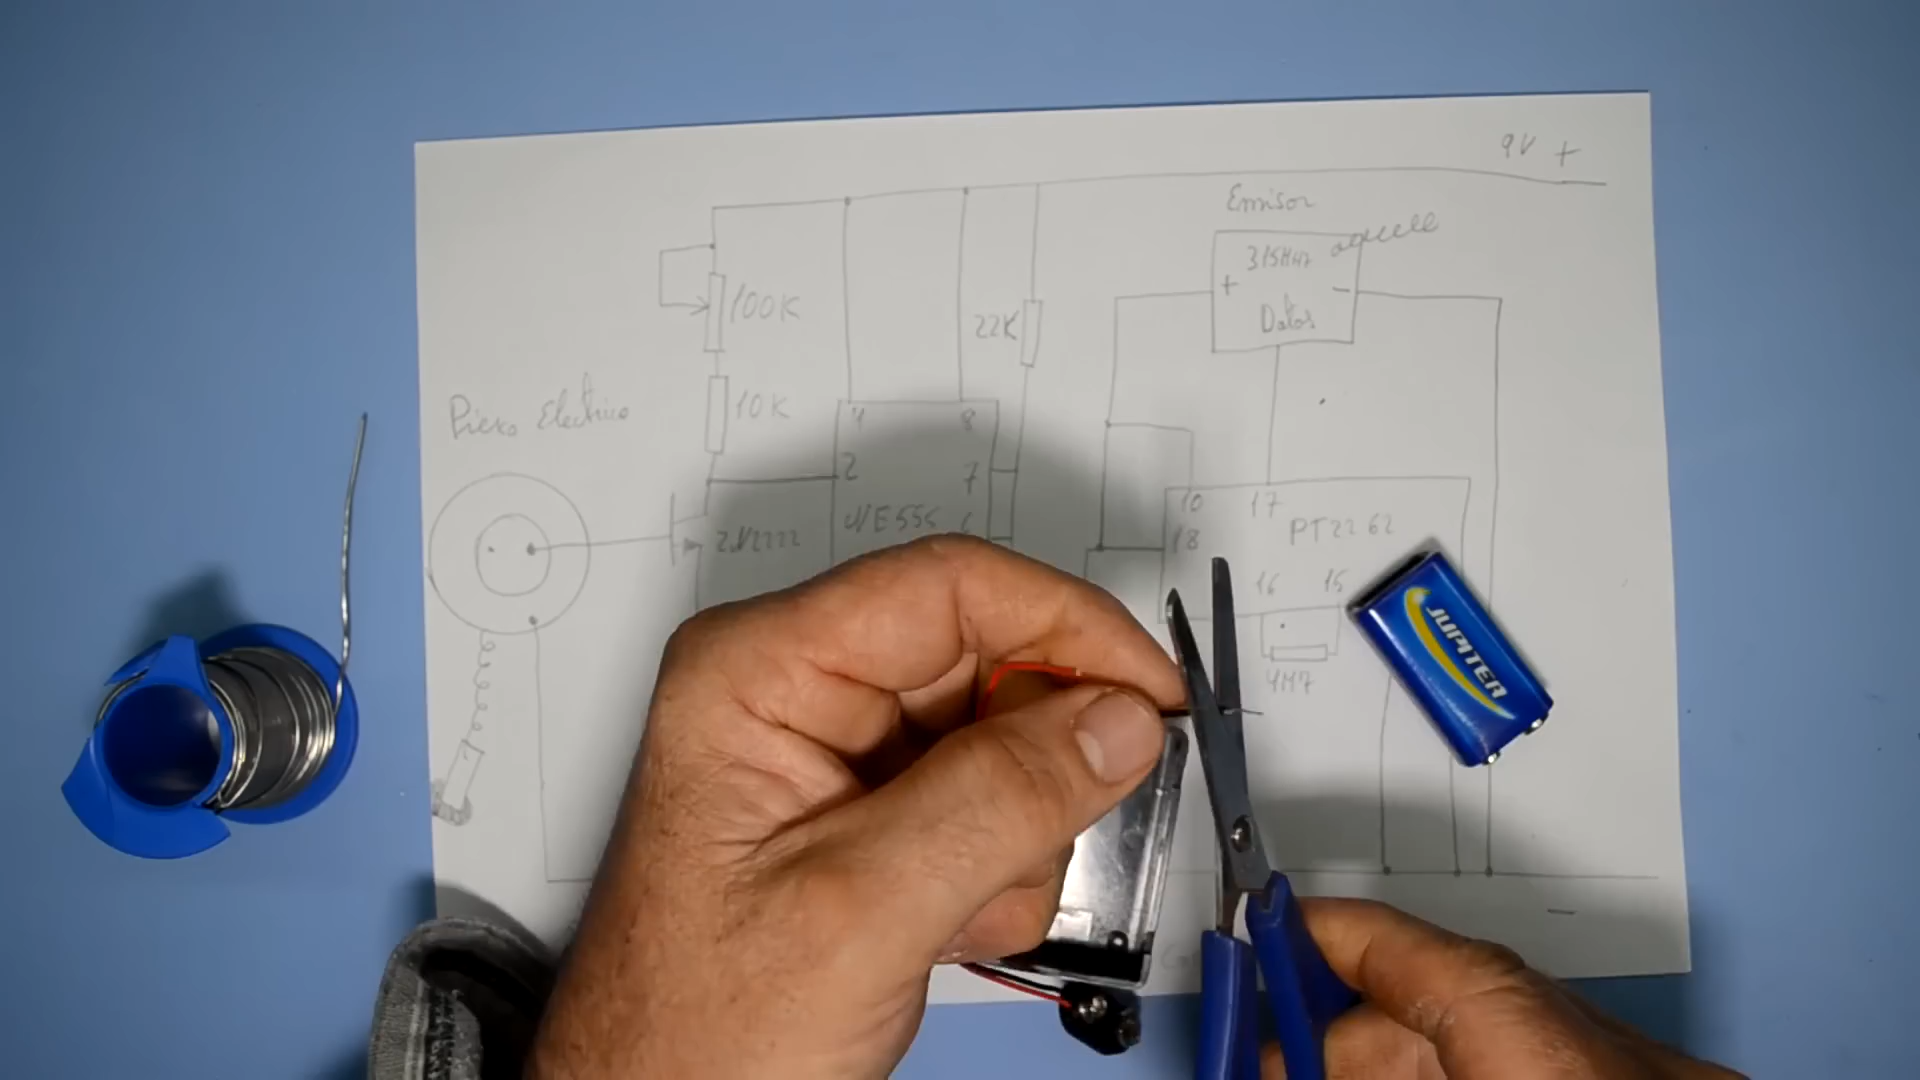 9V +
Emisor
315MHz
+ -
Datos
100K
22K
10K
Piezo Electrico
4 8
2 7
NE555 6
2N2222
10 17
18
PT2262
16 15
4M7
JUPITER
-